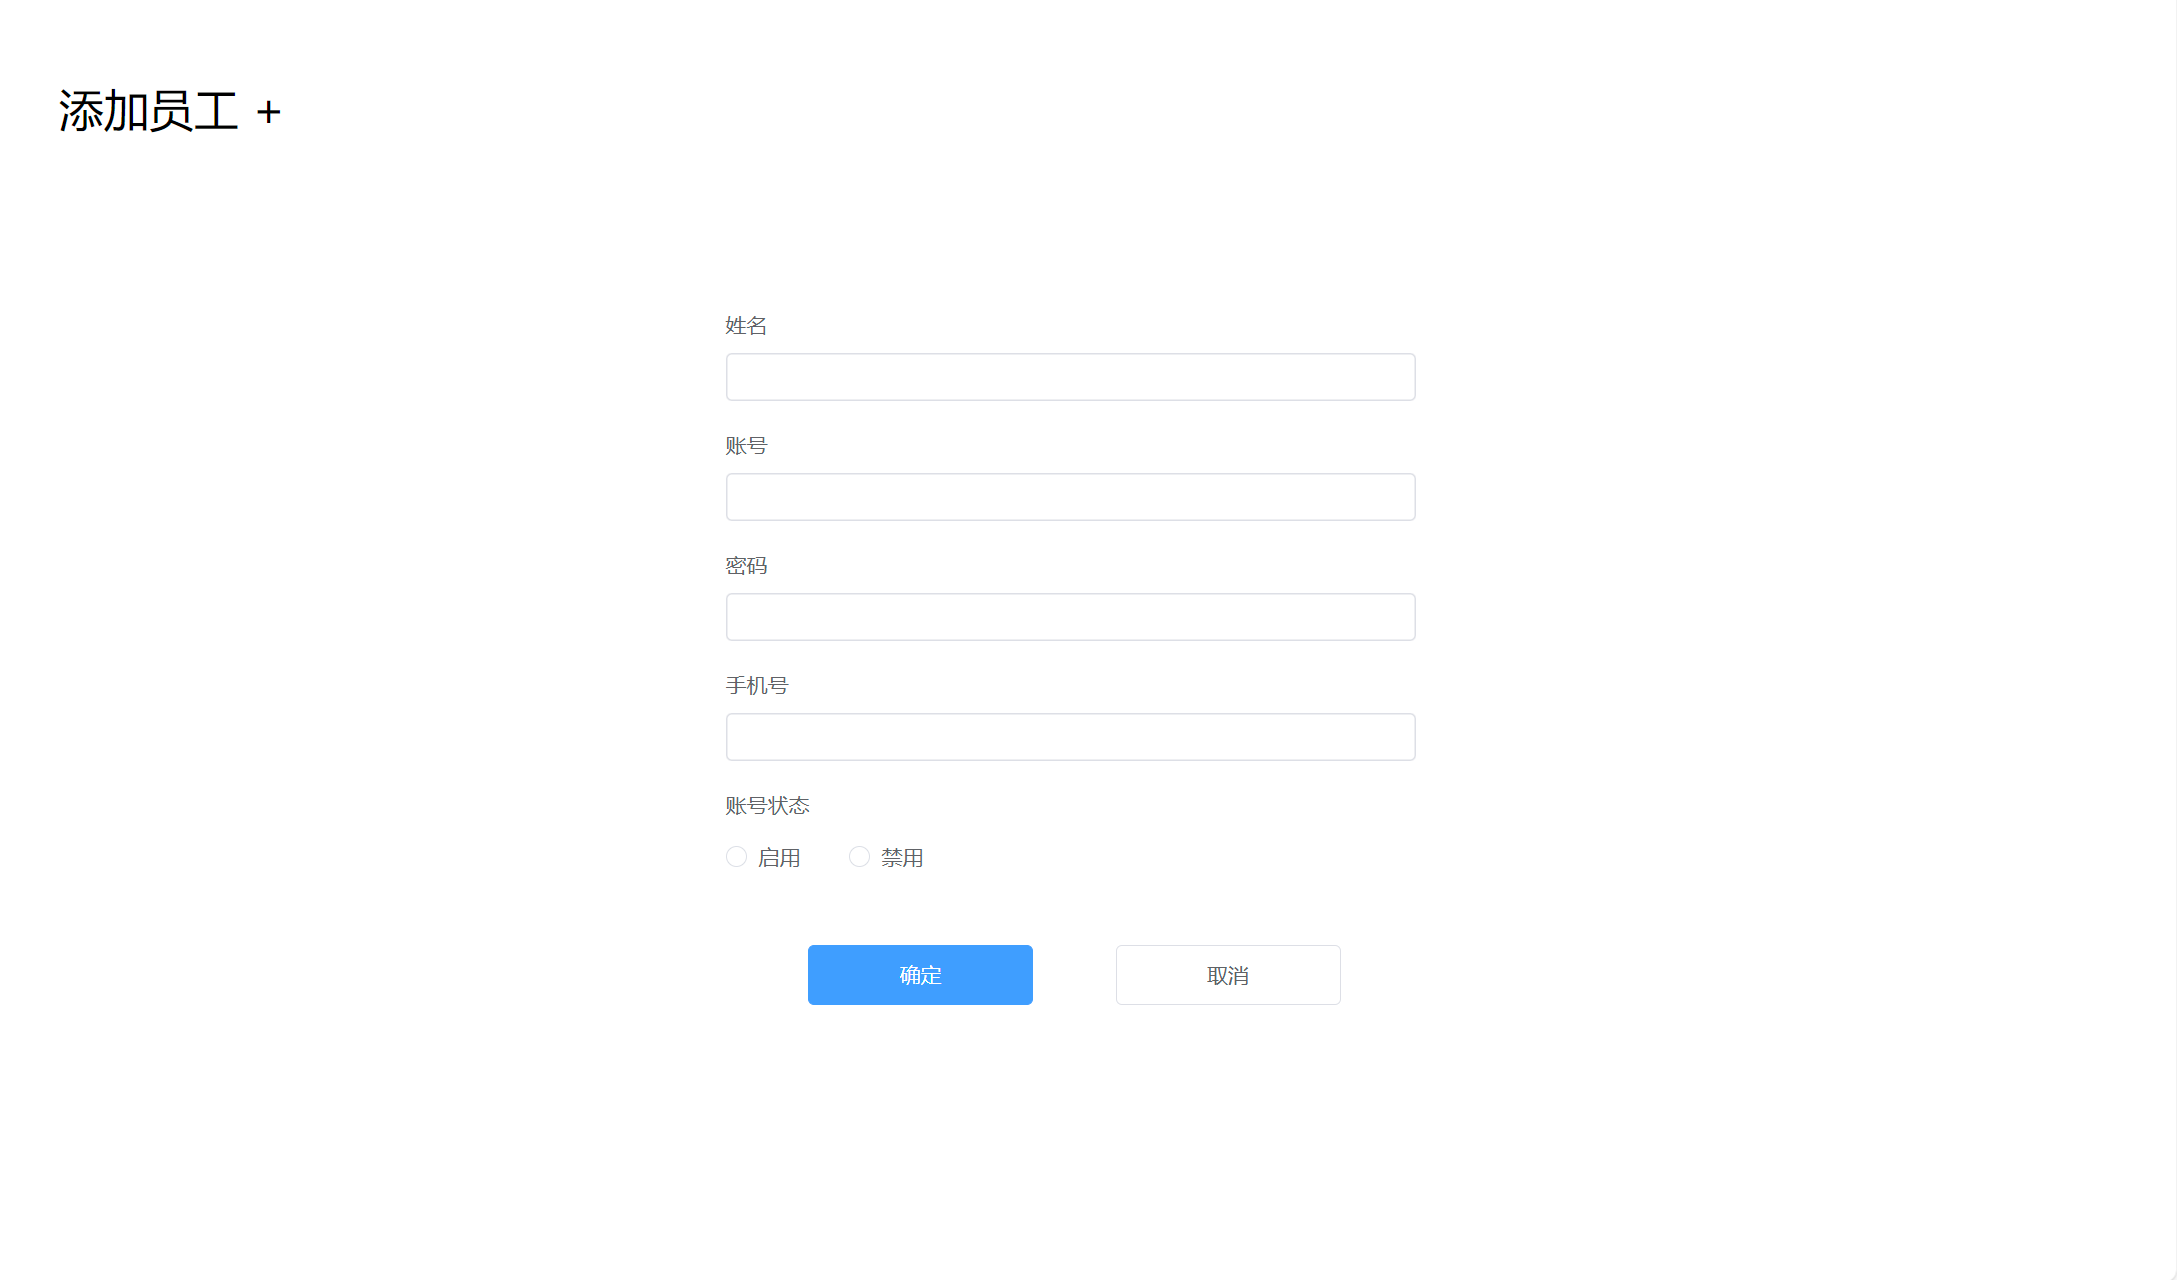 添加员工 +
姓名
账号
密码
手机号
账号状态
启用 禁用
确定 取消